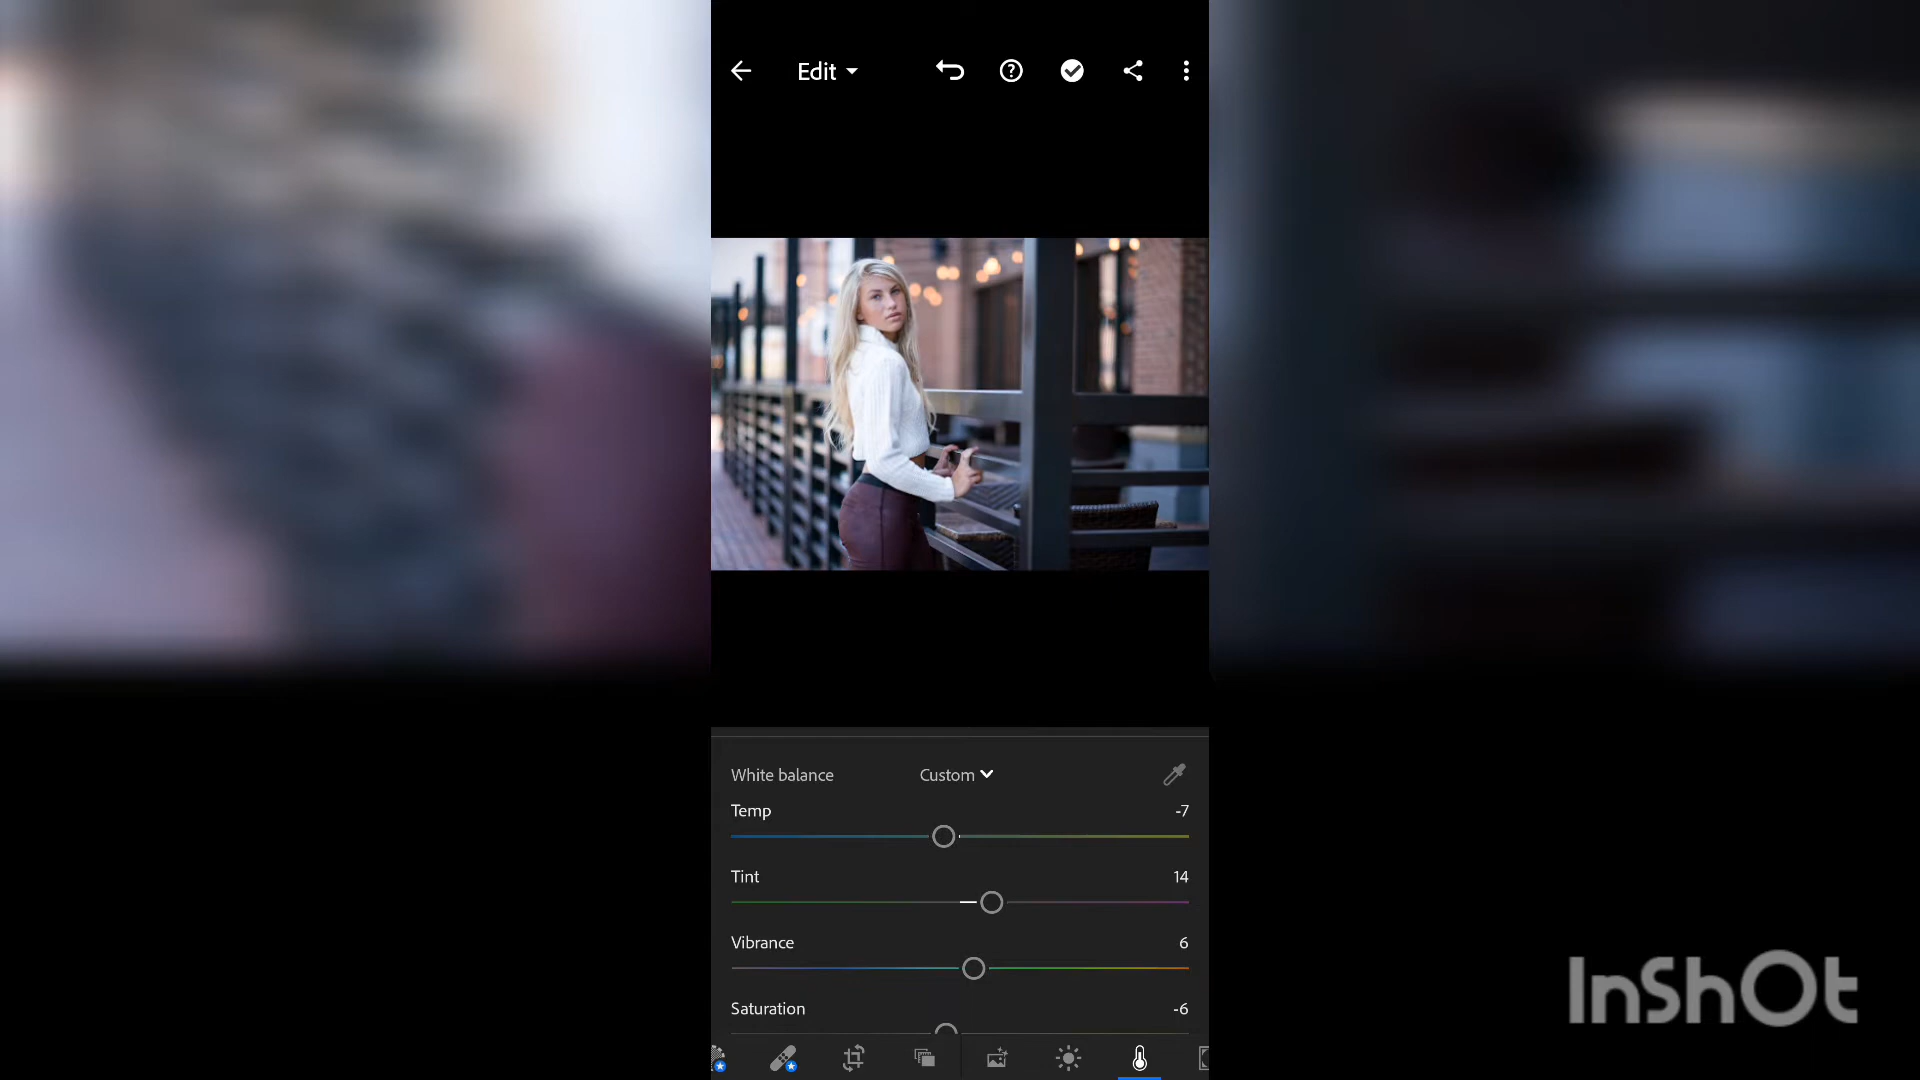 Edit
White balance
Custom
Temp
-7
Tint
14
Vibrance
6
Saturation
-6
InShOt